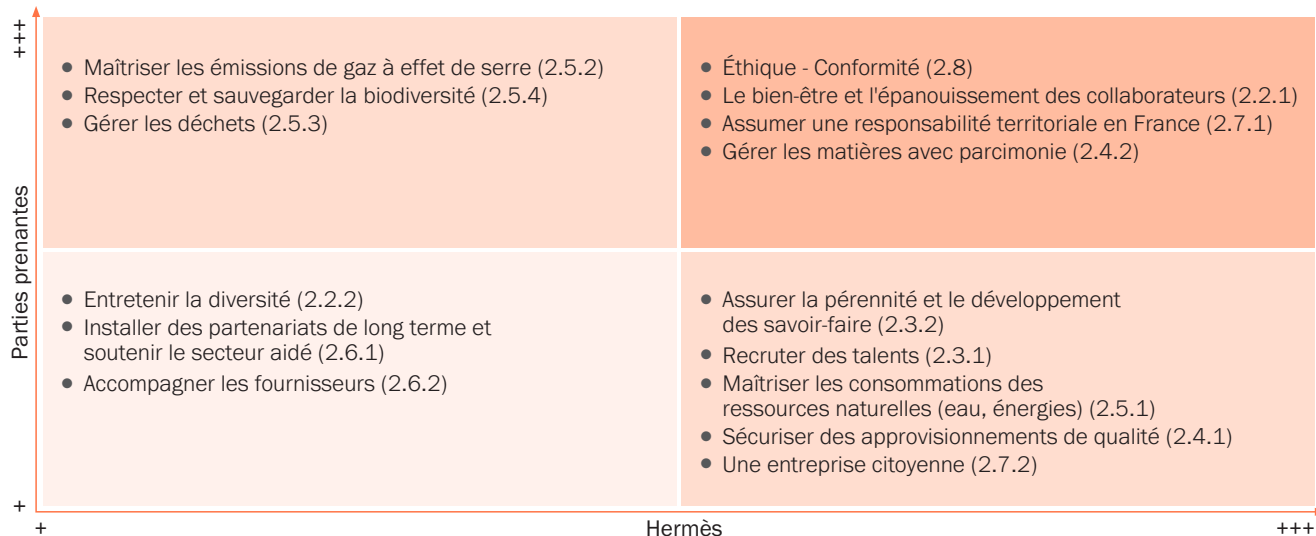 +++
Parties prenantes
+
• Maîtriser les émissions de gaz à effet de serre (2.5.2)
• Respecter et sauvegarder la biodiversité (2.5.4)
• Gérer les déchets (2.5.3)
• Éthique - Conformité (2.8)
• Le bien-être et l'épanouissement des collaborateurs (2.2.1)
• Assumer une responsabilité territoriale en France (2.7.1)
• Gérer les matières avec parcimonie (2.4.2)
• Entretenir la diversité (2.2.2)
• Installer des partenariats de long terme et
soutenir le secteur aidé (2.6.1)
• Accompagner les fournisseurs (2.6.2)
• Assurer la pérennité et le développement
des savoir-faire (2.3.2)
• Recruter des talents (2.3.1)
• Maîtriser les consommations des
ressources naturelles (eau, énergies) (2.5.1)
• Sécuriser des approvisionnements de qualité (2.4.1)
• Une entreprise citoyenne (2.7.2)
+
Hermès
+++